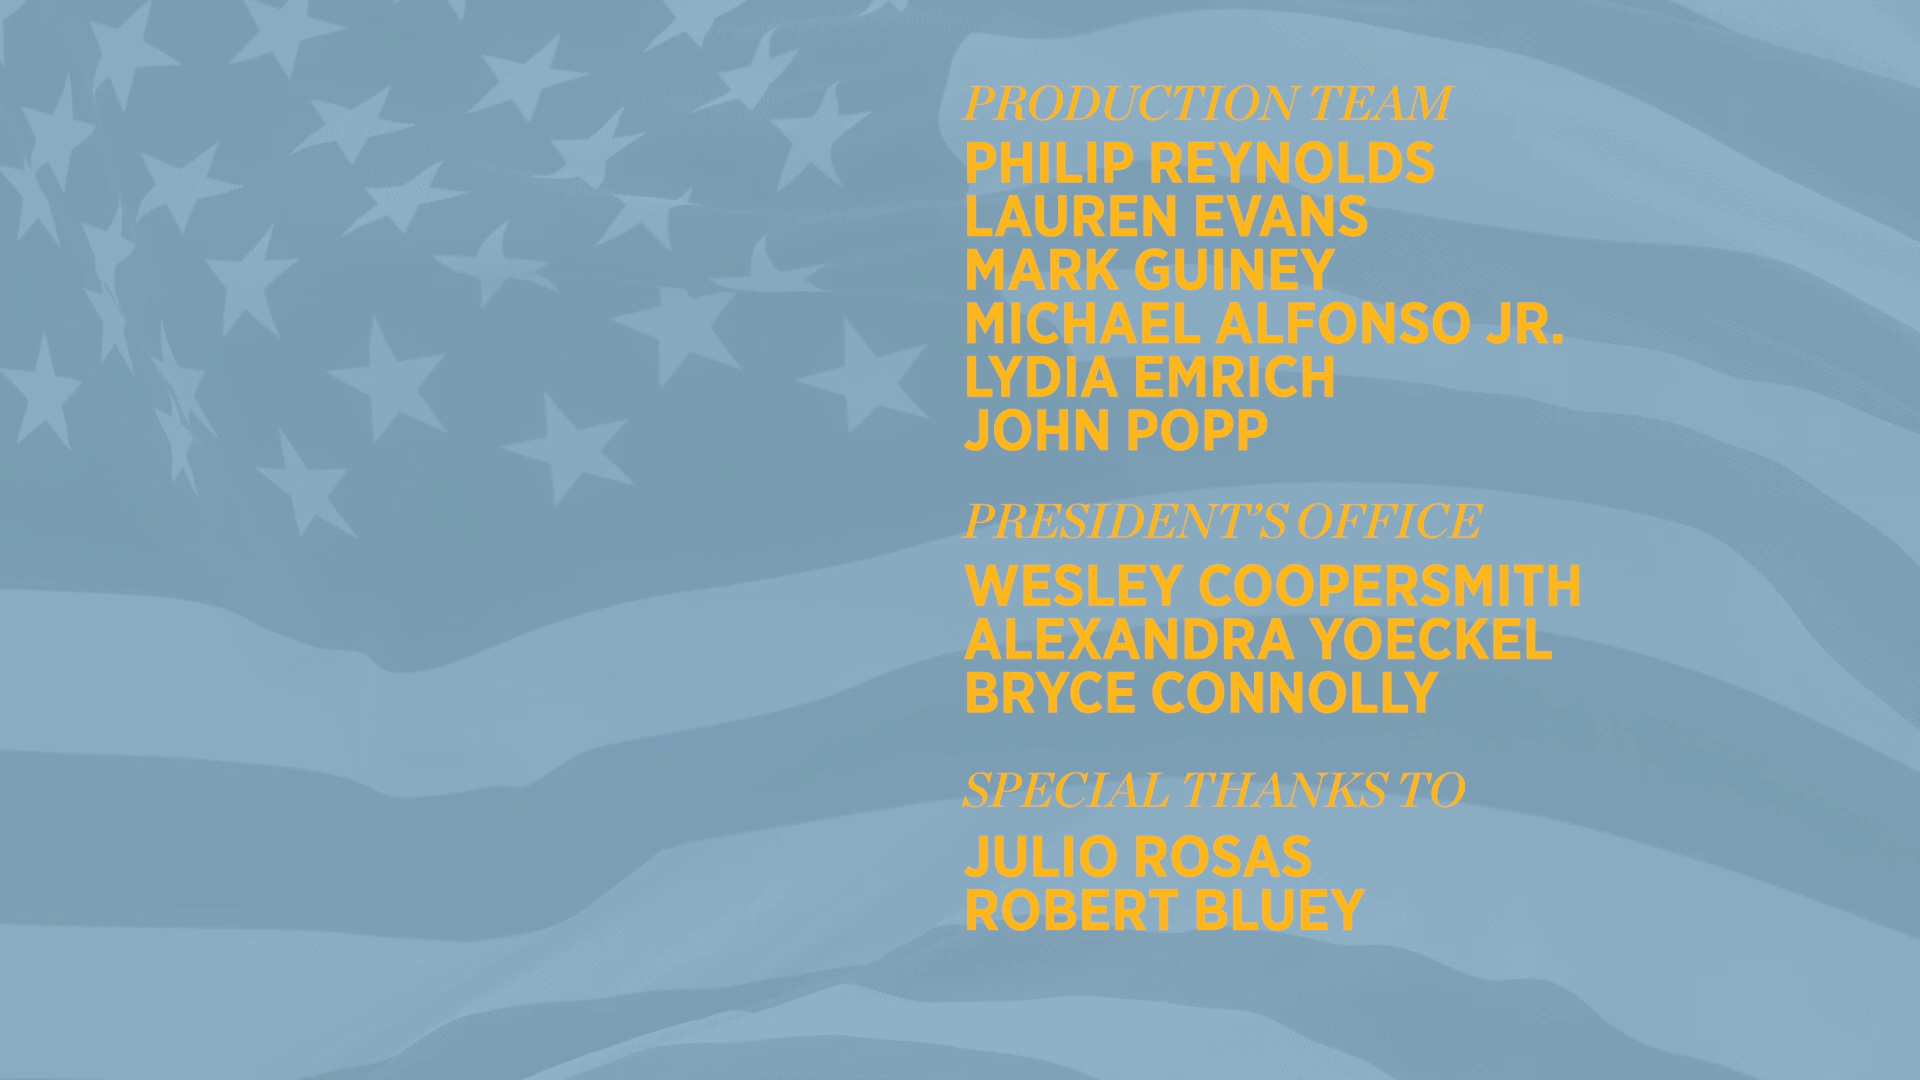 PRODUCTION TEAM
PHILIP REYNOLDS
LAUREN EVANS
MARK GUINEY
MICHAEL ALFONSO JR.
LYDIA EMRICH
JOHN POPP
PRESIDENT’S OFFICE
WESLEY COOPERSMITH
ALEXANDRA YOECKEL
BRYCE CONNOLLY
SPECIAL THANKS TO
JULIO ROSAS
ROBERT BLUEY